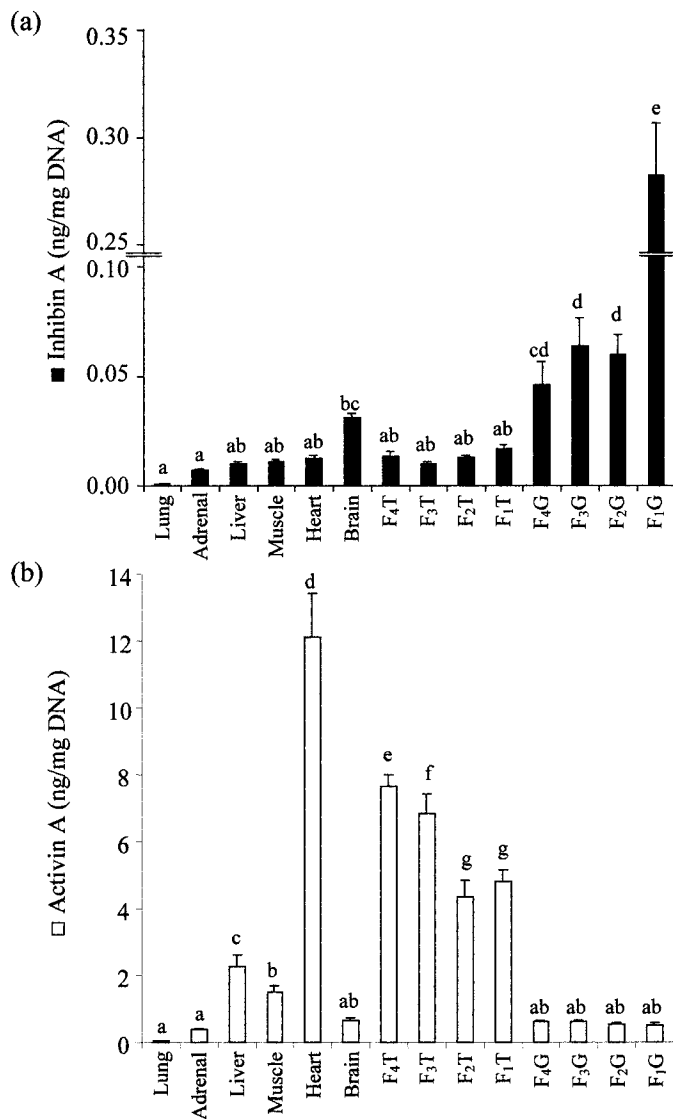 (a)
0.35
0.30
0.25
0.10
0.05
0.00
■ Inhibin A (ng/mg DNA)
a a ab ab ab bc ab ab ab ab cd d d e
Lung Adrenal Liver Muscle Heart Brain F₄T F₃T F₂T F₁T F₄G F₃G F₂G F₁G
(b)
14
12
10
8
6
4
2
0
□ Activin A (ng/mg DNA)
a a c b d ab e f g g ab ab ab ab
Lung Adrenal Liver Muscle Heart Brain F₄T F₃T F₂T F₁T F₄G F₃G F₂G F₁G